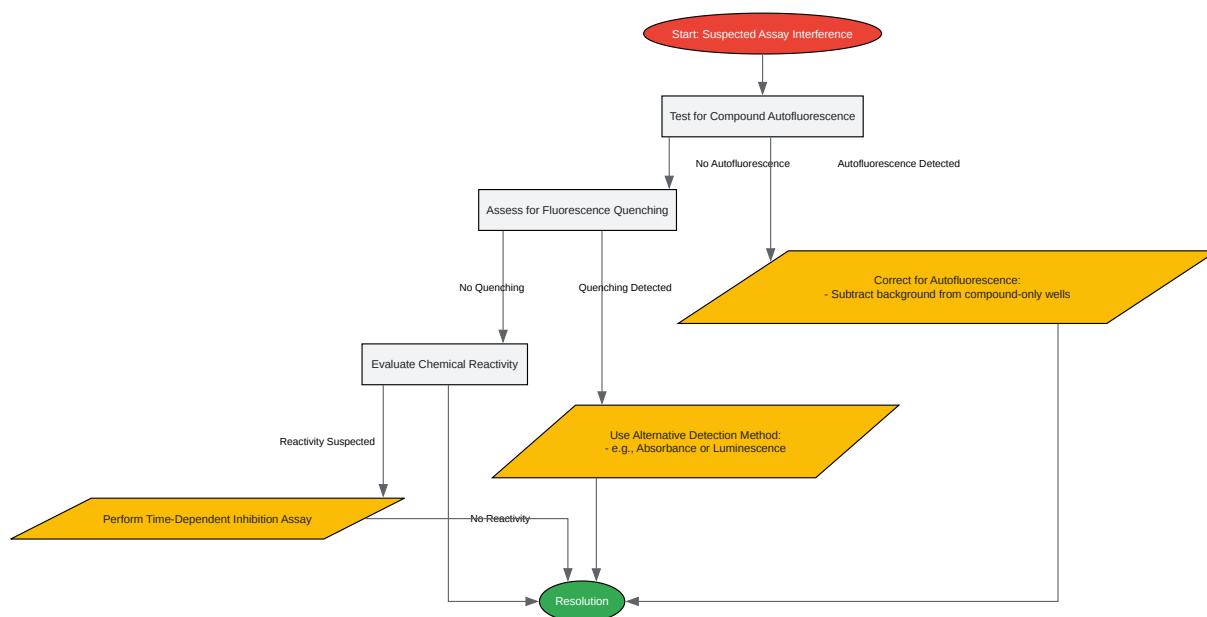 Start: Suspected Assay Interference
Test for Compound Autofluorescence
No Autofluorescence
Autofluorescence Detected
Assess for Fluorescence Quenching
Correct for Autofluorescence:
- Subtract background from compound-only wells
No Quenching
Quenching Detected
Evaluate Chemical Reactivity
Use Alternative Detection Method:
- e.g., Absorbance or Luminescence
Reactivity Suspected
Perform Time-Dependent Inhibition Assay
No Reactivity
Resolution